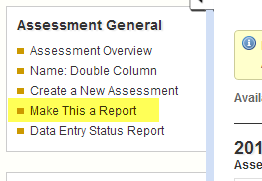 Assessment General
Assessment Overview
Name: Double Column
Create a New Assessment
Make This a Report
Data Entry Status Report
Availa
201
Asse